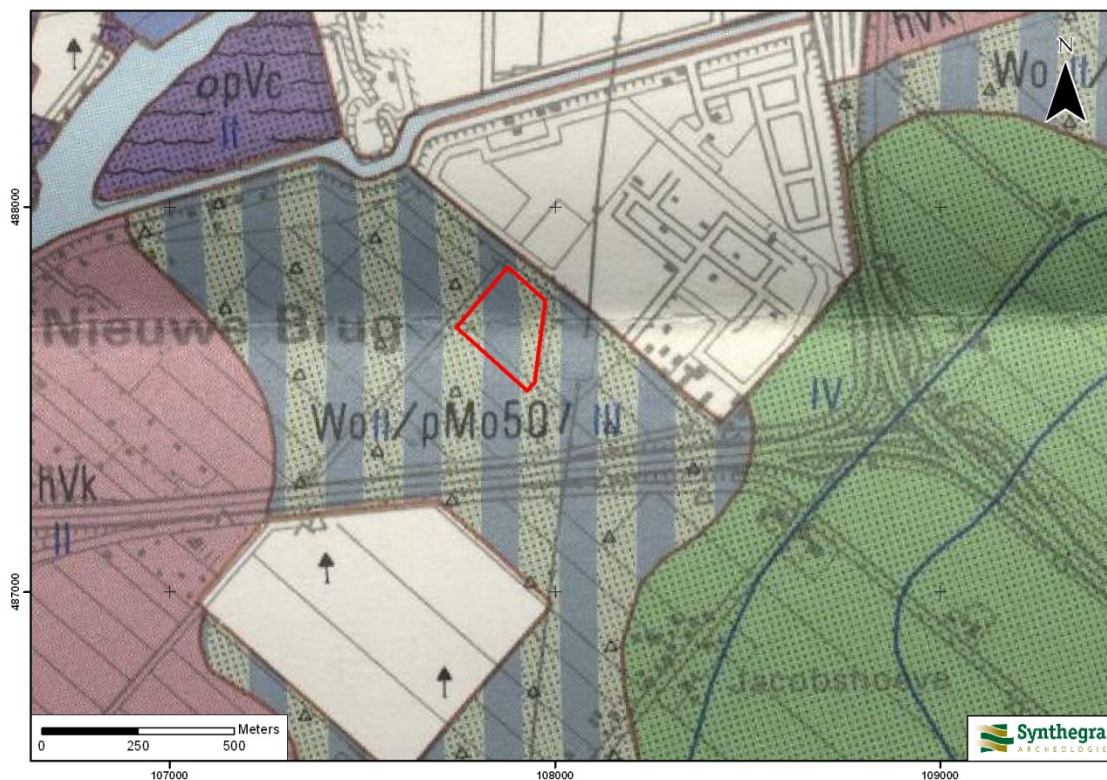 hVk
N
Wo II/
opVc
II
488000
Nieuwe Brug
IV
Wo II/pMo50/ III
hVk
II
487000
Iacobshoeve
Meters
0 250 500
Synthegra
ARCHEOLOGIE
107000 108000 109000